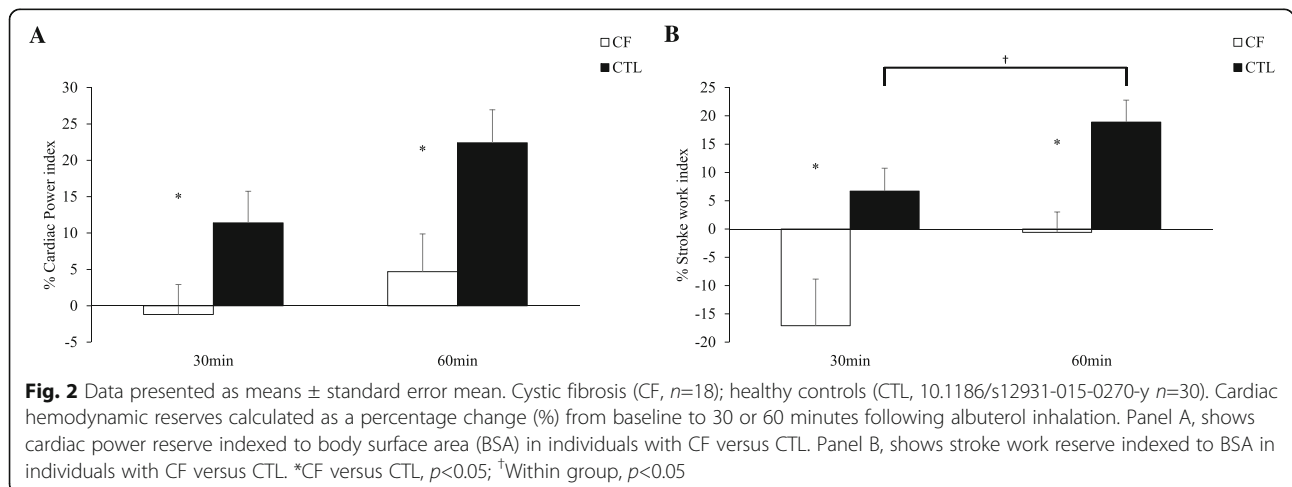 A
CF
CTL
% Cardiac Power index
30
25
20
15
10
5
0
-5
*
*
30min
60min
B
CF
CTL
†
% Stroke work index
25
20
15
10
5
0
-5
-10
-15
-20
*
*
30min
60min
Fig. 2 Data presented as means ± standard error mean. Cystic fibrosis (CF, n=18); healthy controls (CTL, 10.1186/s12931-015-0270-y n=30). Cardiac
hemodynamic reserves calculated as a percentage change (%) from baseline to 30 or 60 minutes following albuterol inhalation. Panel A, shows
cardiac power reserve indexed to body surface area (BSA) in individuals with CF versus CTL. Panel B, shows stroke work reserve indexed to BSA in
individuals with CF versus CTL. *CF versus CTL, p<0.05; †Within group, p<0.05